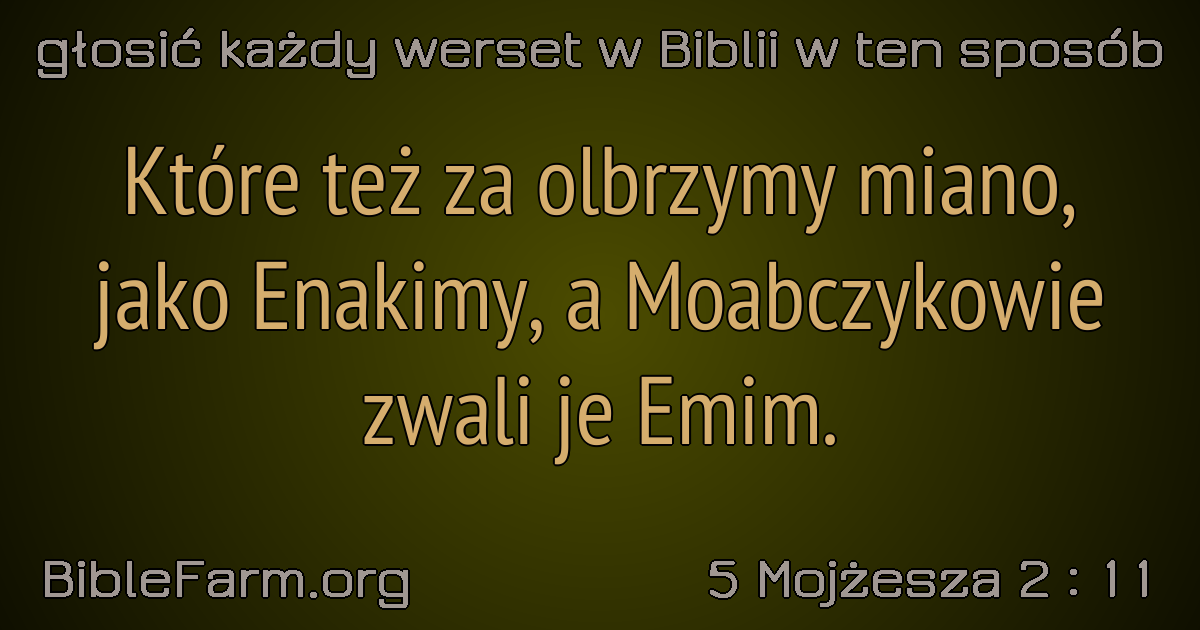 głosić każdy werset w Biblii w ten sposób
Które też za olbrzymy miano,
jako Enakimy, a Moabczykowie
zwali je Emim.
BibleFarm.org
5 Mojżesza 2 : 11